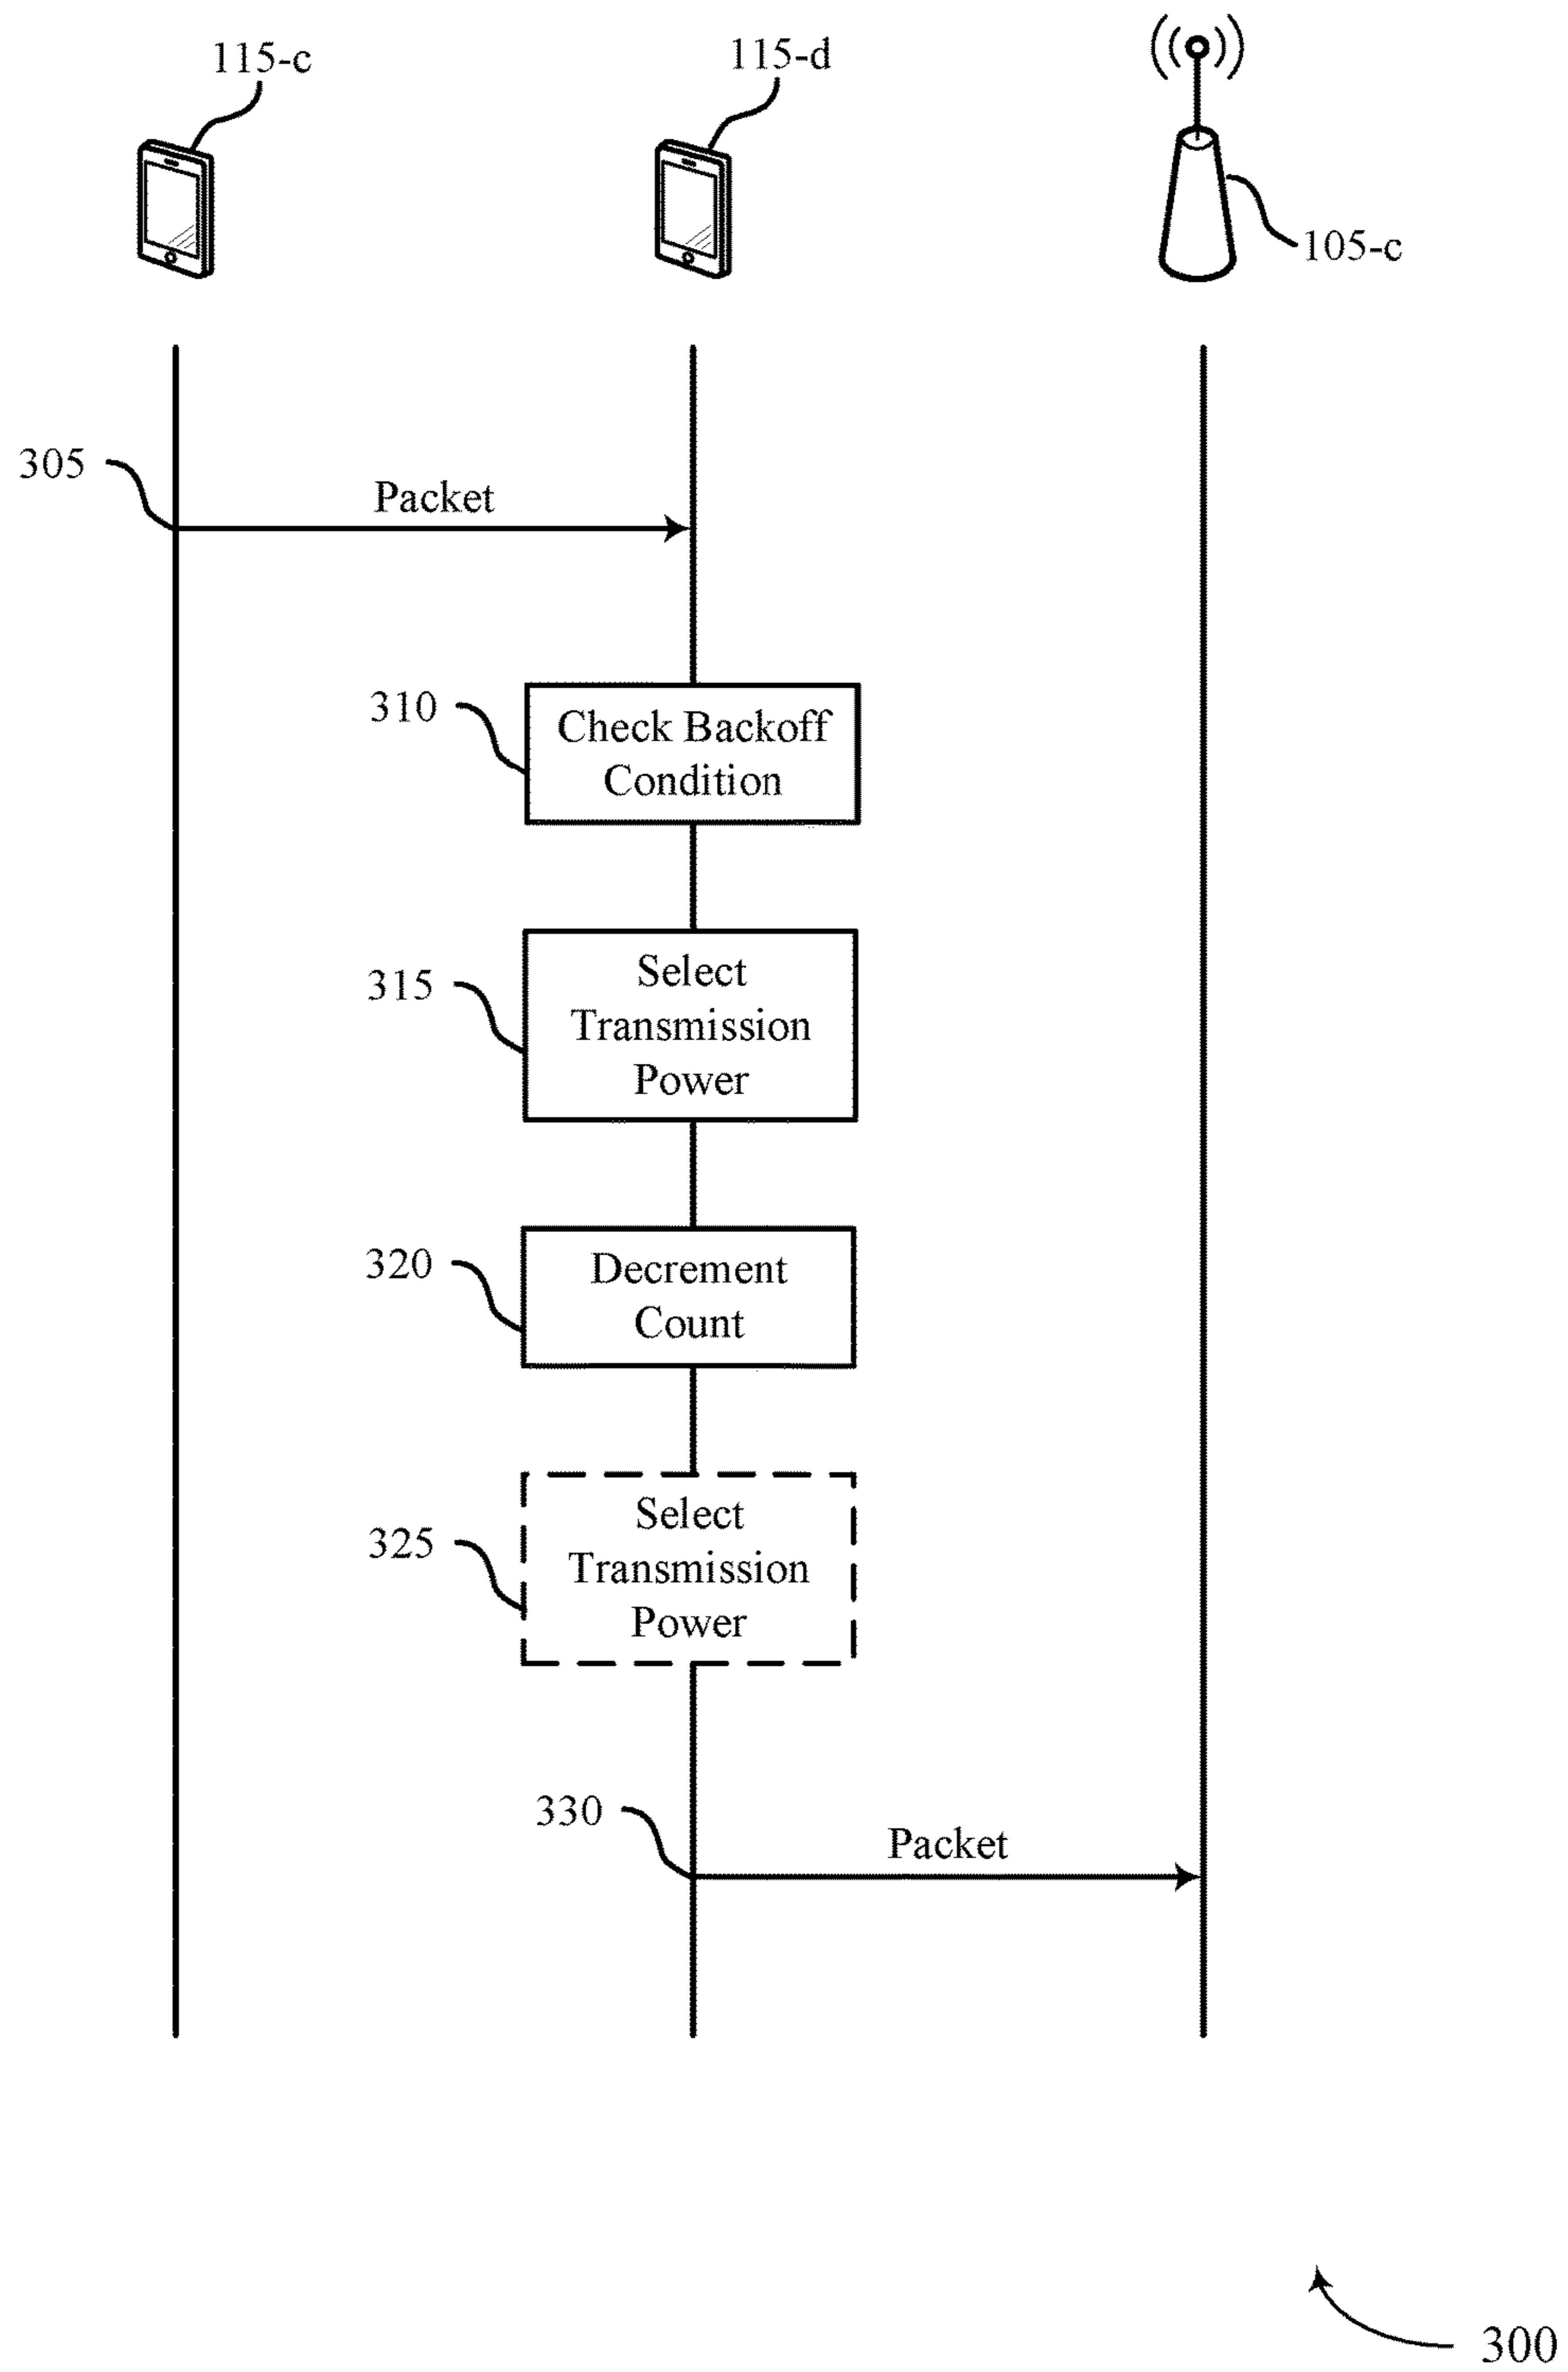 115-c
115-d
105-c
305
Packet
310
Check Backoff
Condition
315
Select
Transmission
Power
320
Decrement
Count
325
Select
Transmission
Power
330
Packet
300